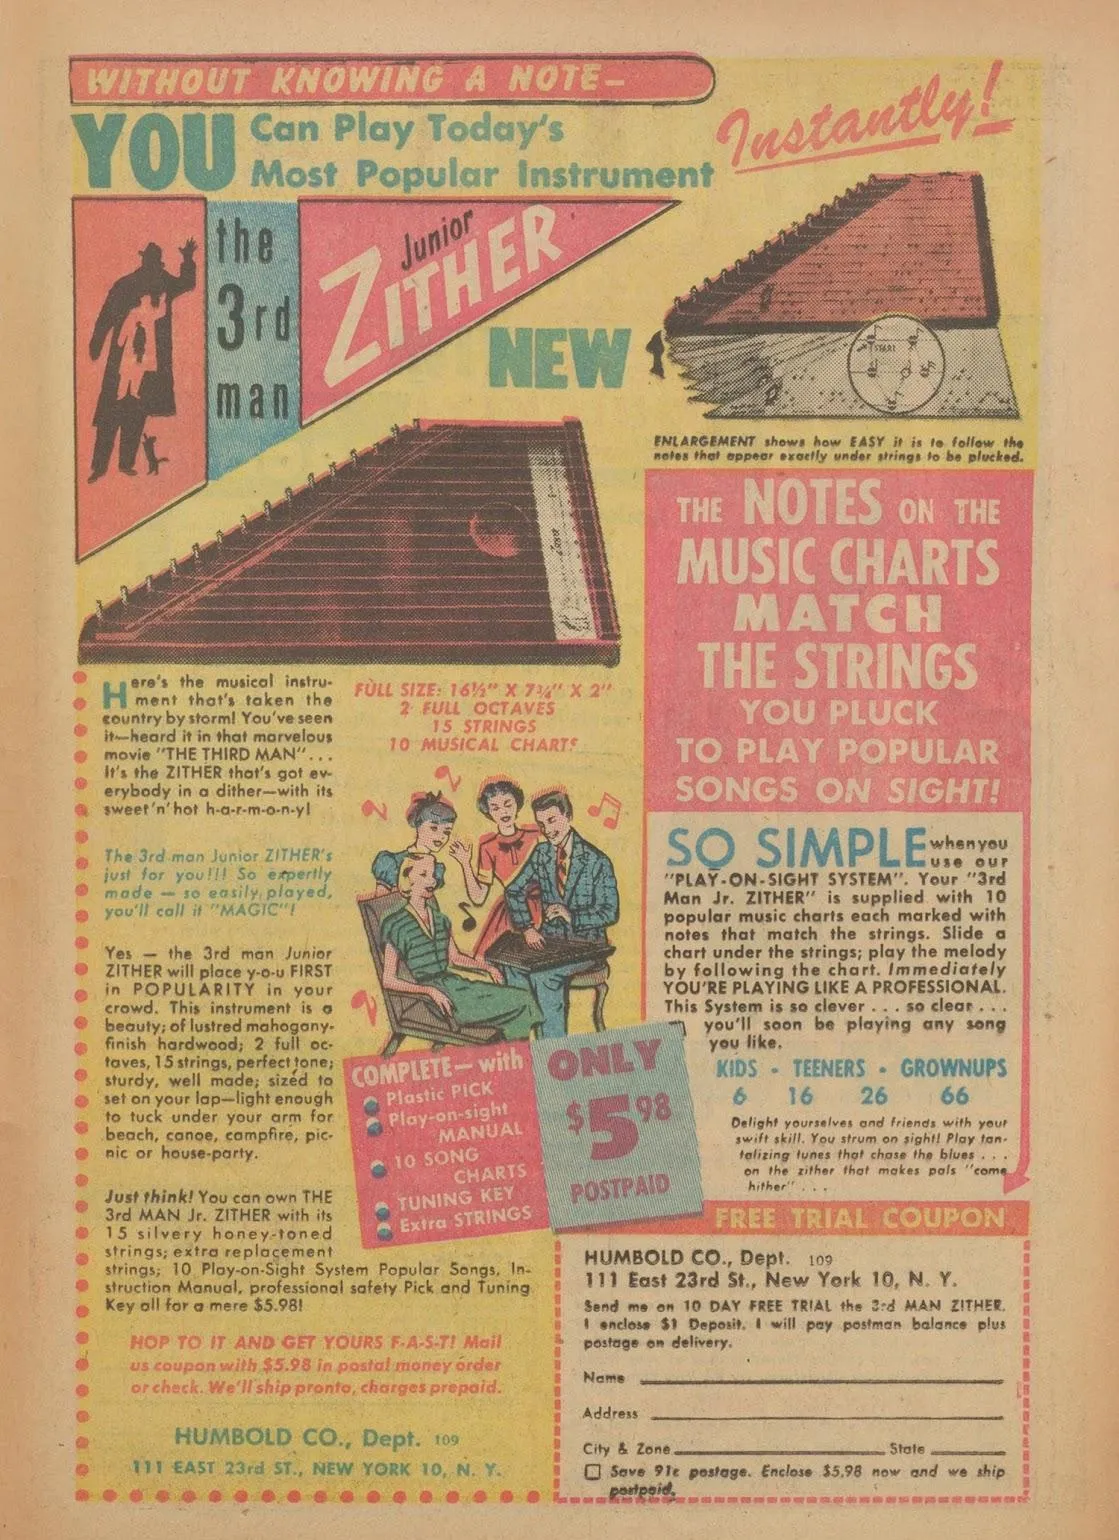 WITHOUT KNOWING A NOTE—
YOU Can Play Today's
Most Popular Instrument
Instantly!
the
3rd
man
Junior
ZITHER
NEW
START
ENLARGEMENT shows how EASY it is to follow the
notes that appear exactly under strings to be plucked.
THE NOTES ON THE
MUSIC CHARTS
MATCH
THE STRINGS
YOU PLUCK
TO PLAY POPULAR
SONGS ON SIGHT!
Here's the musical instru-
ment that's taken the
country by storm! You've seen
it—heard it in that marvelous
movie "THE THIRD MAN"...
It's the ZITHER that's got ev-
erybody in a dither—with its
sweet 'n' hot h-a-r-m-o-n-y!
The 3rd man Junior ZITHER's
just for you!!! So expertly
made — so easily played,
you'll call it "MAGIC"!
Yes — the 3rd man Junior
ZITHER will place y-o-u FIRST
in POPULARITY in your
crowd. This instrument is a
beauty; of lustred mahogany-
finish hardwood; 2 full oc-
taves, 15 strings, perfect tone;
sturdy, well made; sized to
set on your lap—light enough
to tuck under your arm for
beach, canoe, campfire, pic-
nic or house-party.
Just think! You can own THE
3rd MAN Jr. ZITHER with its
15 silvery honey-toned
strings; extra replacement
strings; 10 Play-on-Sight System Popular Songs, In-
struction Manual, professional safety Pick and Tuning
Key all for a mere $5.98!
HOP TO IT AND GET YOURS F-A-S-T! Mail
us coupon with $5.98 in postal money order
or check. We'll ship pronto, charges prepaid.
HUMBOLD CO., Dept. 109
111 EAST 23rd ST., NEW YORK 10, N. Y.
FULL SIZE: 16½" X 7¾" X 2"
2 FULL OCTAVES
15 STRINGS
10 MUSICAL CHARTS
COMPLETE—with
Plastic PICK
Play-on-sight
MANUAL
10 SONG
CHARTS
TUNING KEY
Extra STRINGS
ONLY
$5.98
POSTPAID
SO SIMPLE when you
use our
"PLAY-ON-SIGHT SYSTEM". Your "3rd
Man Jr. ZITHER" is supplied with 10
popular music charts each marked with
notes that match the strings. Slide a
chart under the strings; play the melody
by following the chart. Immediately
YOU'RE PLAYING LIKE A PROFESSIONAL.
This System is so clever . . . so clear . . .
you'll soon be playing any song
you like.
KIDS • TEENERS • GROWNUPS
6 16 26 66
Delight yourselves and friends with your
swift skill. You strum on sight! Play tan-
talizing tunes that chase the blues . . .
on the zither that makes pals "come
hither" . . .
FREE TRIAL COUPON
HUMBOLD CO., Dept. 109
111 East 23rd St., New York 10, N. Y.
Send me on 10 DAY FREE TRIAL the 3rd MAN ZITHER.
I enclose $1 Deposit. I will pay postman balance plus
postage on delivery.
Name
Address
City & Zone State
Save 91¢ postage. Enclose $5.98 now and we ship
postpaid.